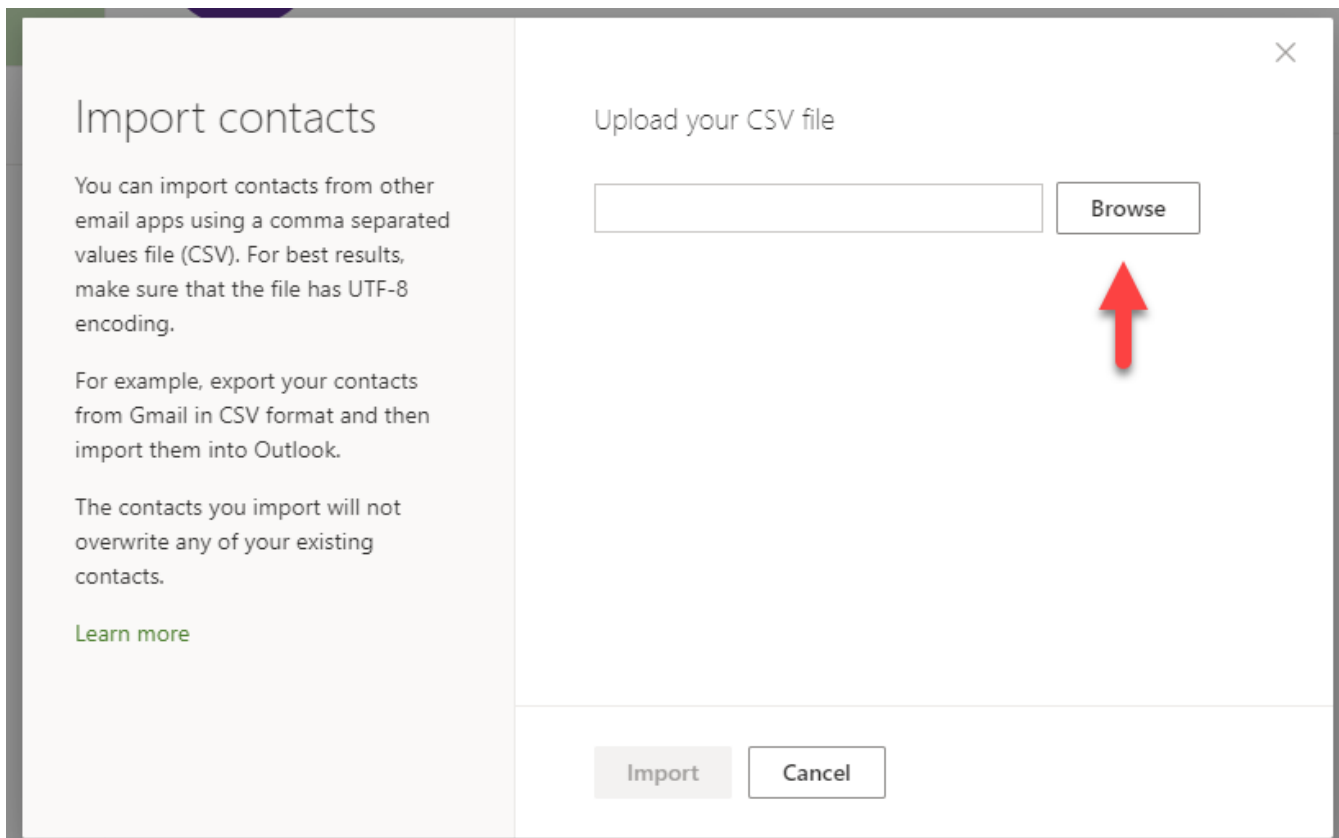 Import contacts
You can import contacts from other
email apps using a comma separated
values file (CSV). For best results,
make sure that the file has UTF-8
encoding.
For example, export your contacts
from Gmail in CSV format and then
import them into Outlook.
The contacts you import will not
overwrite any of your existing
contacts.
Learn more
Upload your CSV file
Browse
Import
Cancel